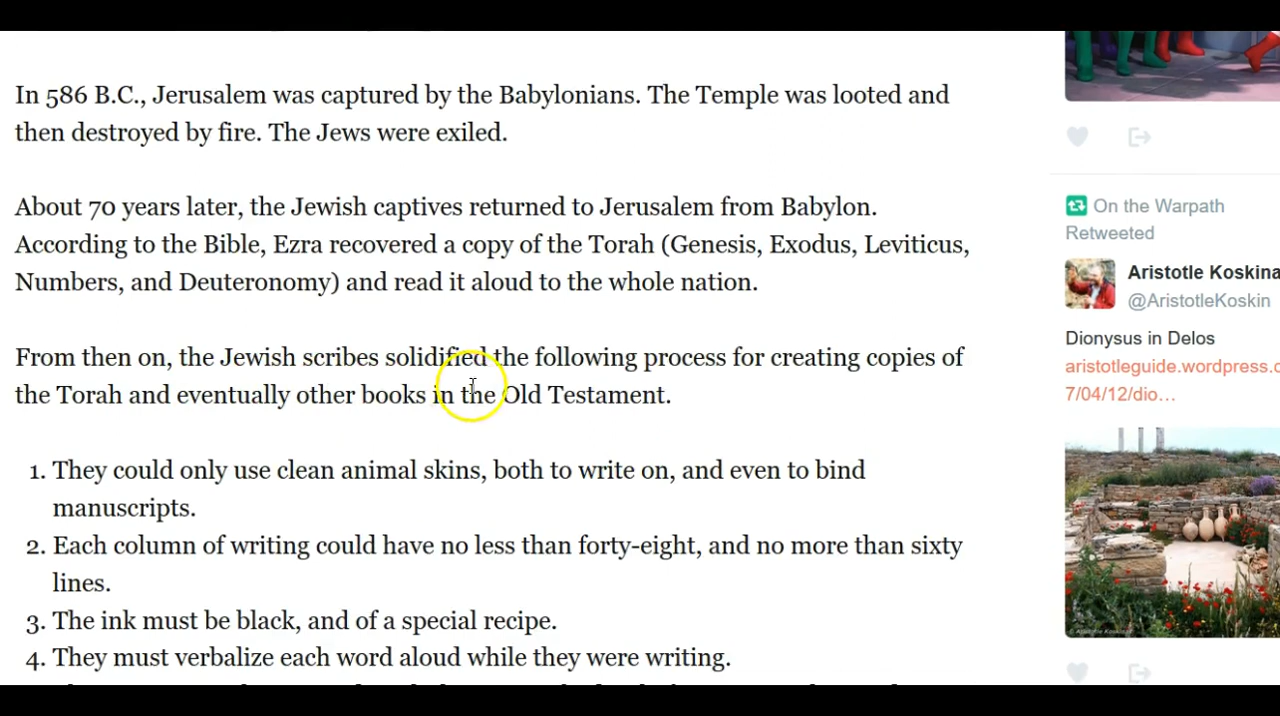 In 586 B.C., Jerusalem was captured by the Babylonians. The Temple was looted and
then destroyed by fire. The Jews were exiled.
About 70 years later, the Jewish captives returned to Jerusalem from Babylon.
According to the Bible, Ezra recovered a copy of the Torah (Genesis, Exodus, Leviticus,
Numbers, and Deuteronomy) and read it aloud to the whole nation.
From then on, the Jewish scribes solidified the following process for creating copies of
the Torah and eventually other books in the Old Testament.
1. They could only use clean animal skins, both to write on, and even to bind
manuscripts.
2. Each column of writing could have no less than forty-eight, and no more than sixty
lines.
3. The ink must be black, and of a special recipe.
4. They must verbalize each word aloud while they were writing.
On the Warpath
Retweeted
Aristotle Koskina
@AristotleKoskin
Dionysus in Delos
aristotleguide.wordpress.c
7/04/12/dio…